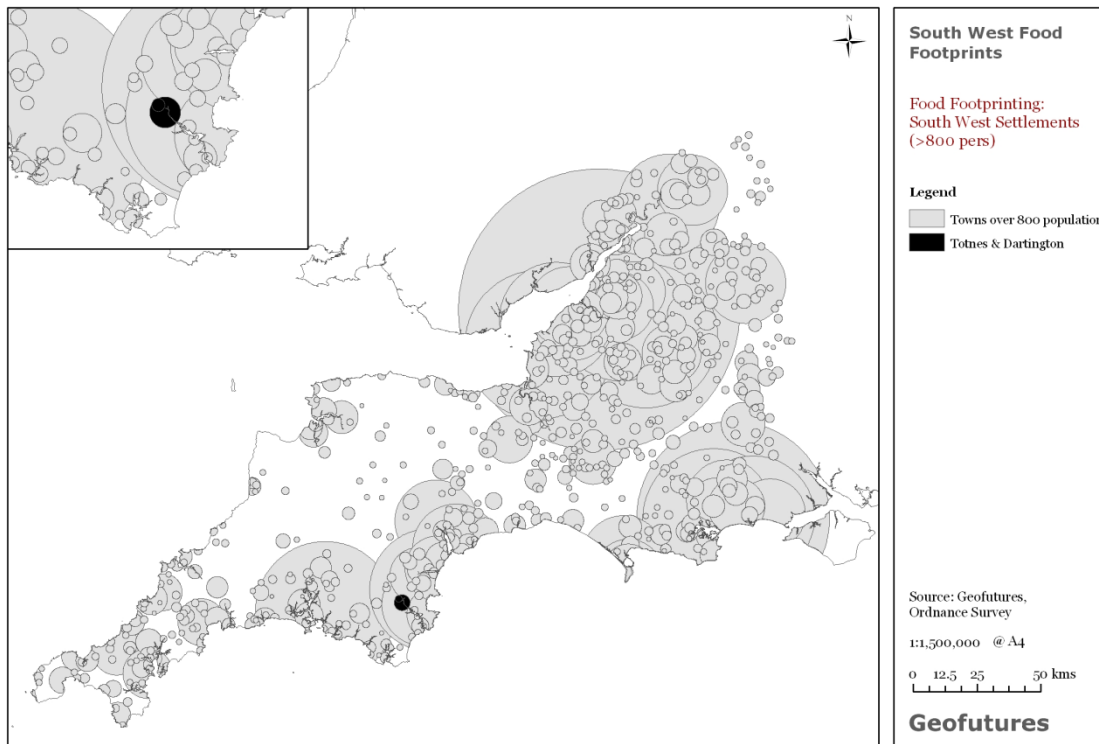 N
South West Food
Footprints
Food Footprinting:
South West Settlements
(>800 pers)
Legend
Towns over 800 population
Totnes & Dartington
Source: Geofutures,
Ordnance Survey
1:1,500,000 @ A4
0 12.5 25 50 kms
Geofutures